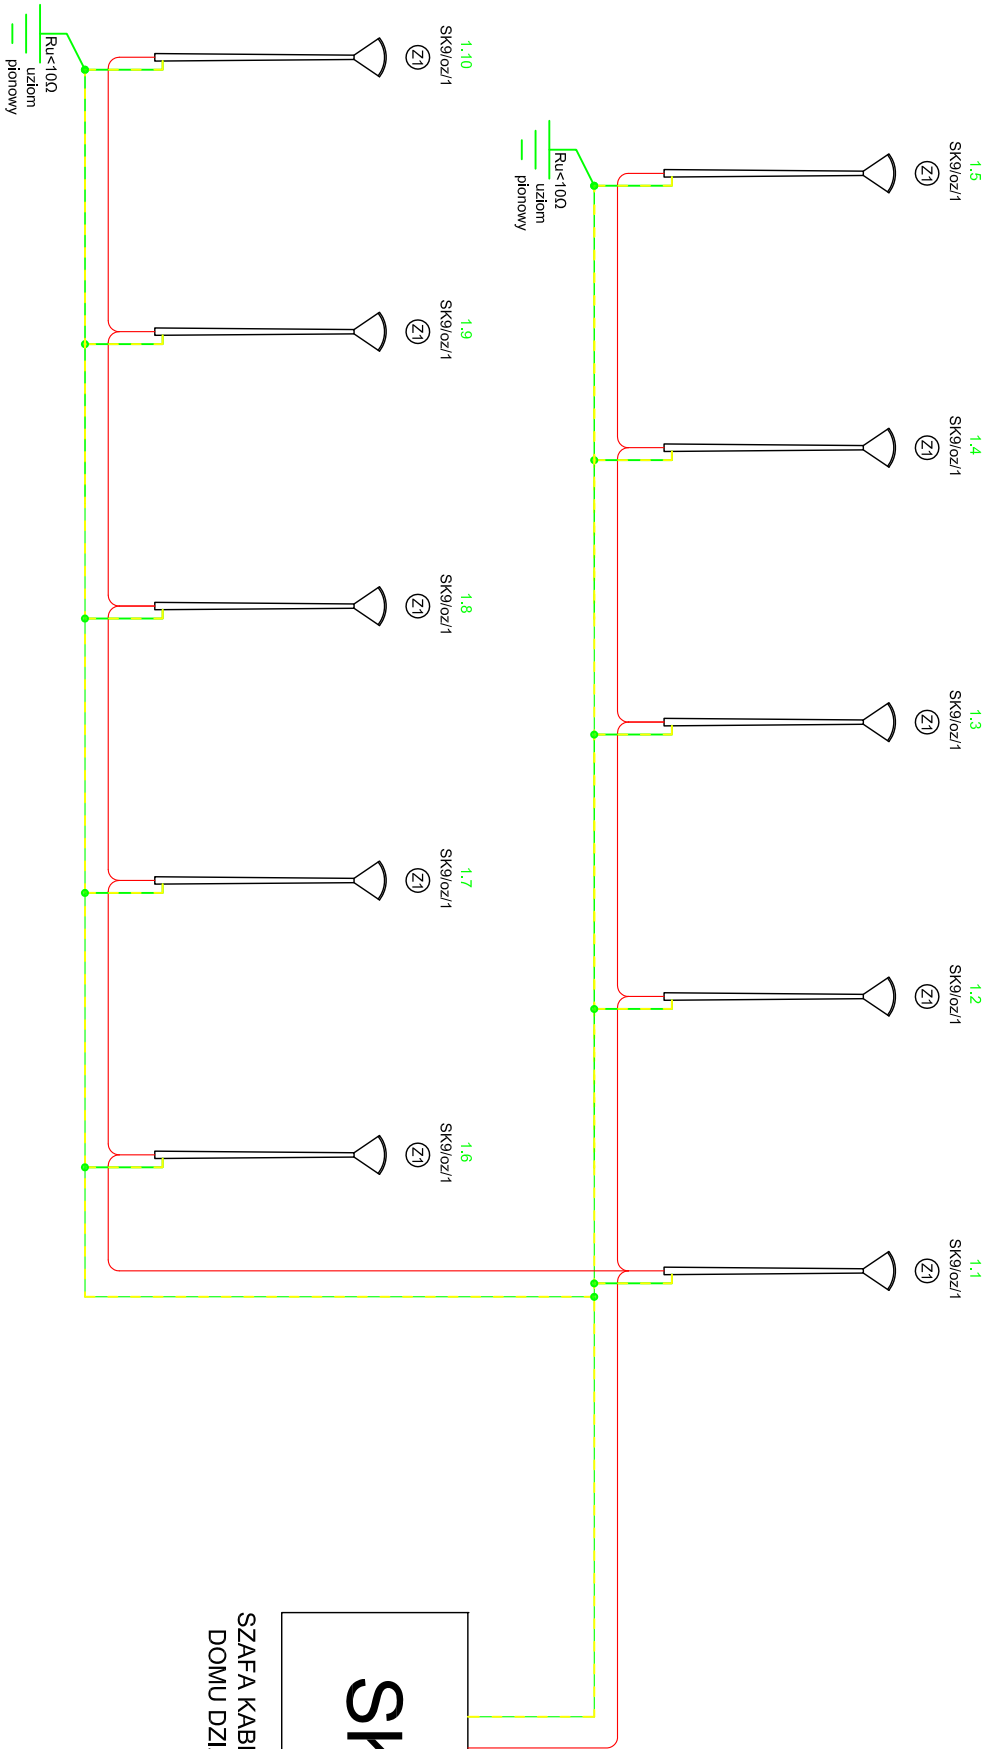 1.5
SK9/oz/1
Z1
1.4
SK9/oz/1
Z1
1.3
SK9/oz/1
Z1
1.2
SK9/oz/1
Z1
1.1
SK9/oz/1
Z1
Ru<10Ω
uziom
pionowy
1.10
SK9/oz/1
Z1
1.9
SK9/oz/1
Z1
1.8
SK9/oz/1
Z1
1.7
SK9/oz/1
Z1
1.6
SK9/oz/1
Z1
Ru<10Ω
uziom
pionowy
SK
SZAFA
DOMU DZI